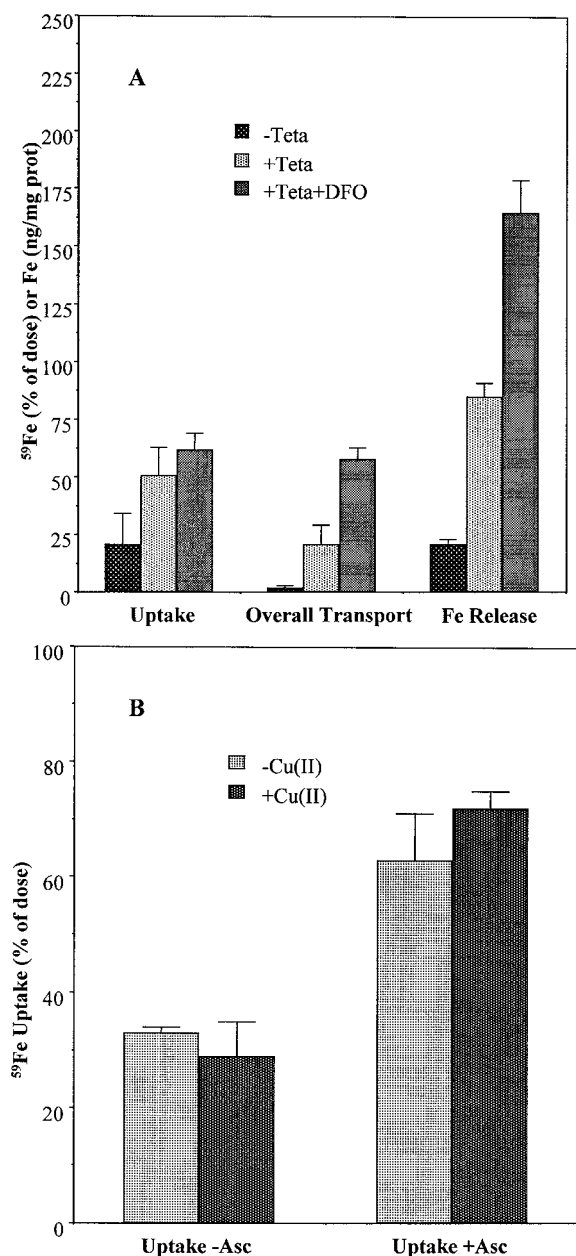 250
225
200
175
150
125
100
75
50
25
0
⁵⁹Fe (% of dose) or Fe (ng/mg prot)
A
-Teta
+Teta
+Teta+DFO
Uptake Overall Transport Fe Release
100
80
60
40
20
0
⁵⁹Fe Uptake (% of dose)
B
-Cu(II)
+Cu(II)
Uptake -Asc Uptake +Asc